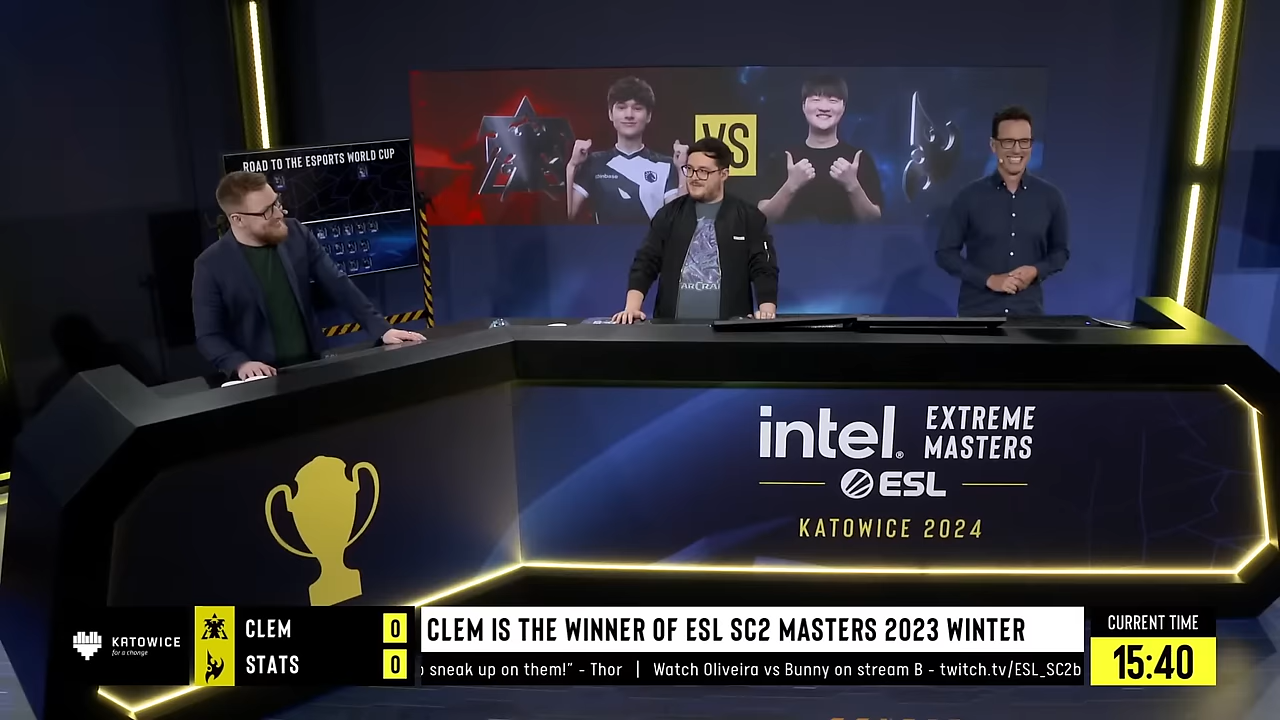 ROAD TO THE ESPORTS WORLD CUP
VS
intel
EXTREME
MASTERS
ESL
KATOWICE 2024
KATOWICE
for a change
CLEM 0
STATS 0
CLEM IS THE WINNER OF ESL SC2 MASTERS 2023 WINTER
sneak up on them!" - Thor | Watch Oliveira vs Bunny on stream B - twitch.tv/ESL_SC2b
CURRENT TIME
15:40